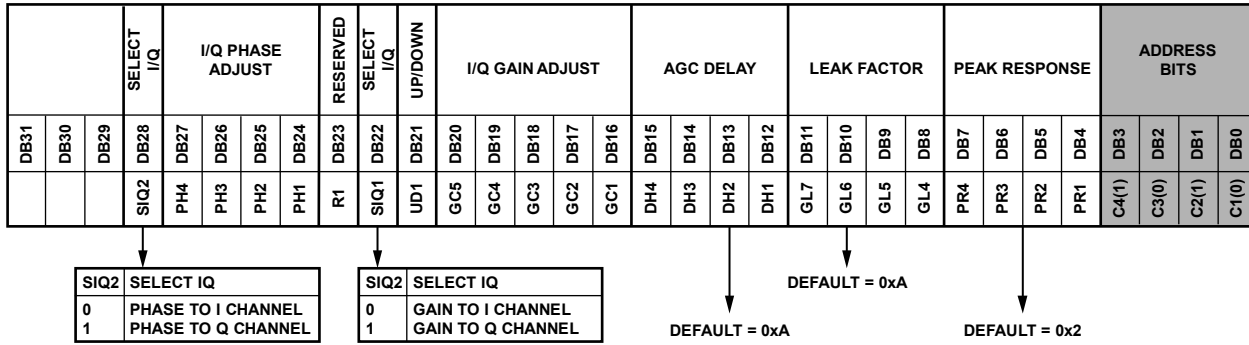 SELECT
I/Q
I/Q PHASE
ADJUST
RESERVED
SELECT
I/Q
UP/DOWN
I/Q GAIN ADJUST
AGC DELAY
LEAK FACTOR
PEAK RESPONSE
ADDRESS
BITS
DB31 DB30 DB29 DB28 DB27 DB26 DB25 DB24 DB23 DB22 DB21 DB20 DB19 DB18 DB17 DB16 DB15 DB14 DB13 DB12 DB11 DB10 DB9 DB8 DB7 DB6 DB5 DB4 DB3 DB2 DB1 DB0
SIQ2 PH4 PH3 PH2 PH1 R1 SIQ1 UD1 GC5 GC4 GC3 GC2 GC1 DH4 DH3 DH2 DH1 GL7 GL6 GL5 GL4 PR4 PR3 PR2 PR1 C4(1) C3(0) C2(1) C1(0)
SIQ2 SELECT IQ
0 PHASE TO I CHANNEL
1 PHASE TO Q CHANNEL
SIQ2 SELECT IQ
0 GAIN TO I CHANNEL
1 GAIN TO Q CHANNEL
DEFAULT = 0xA
DEFAULT = 0xA
DEFAULT = 0x2